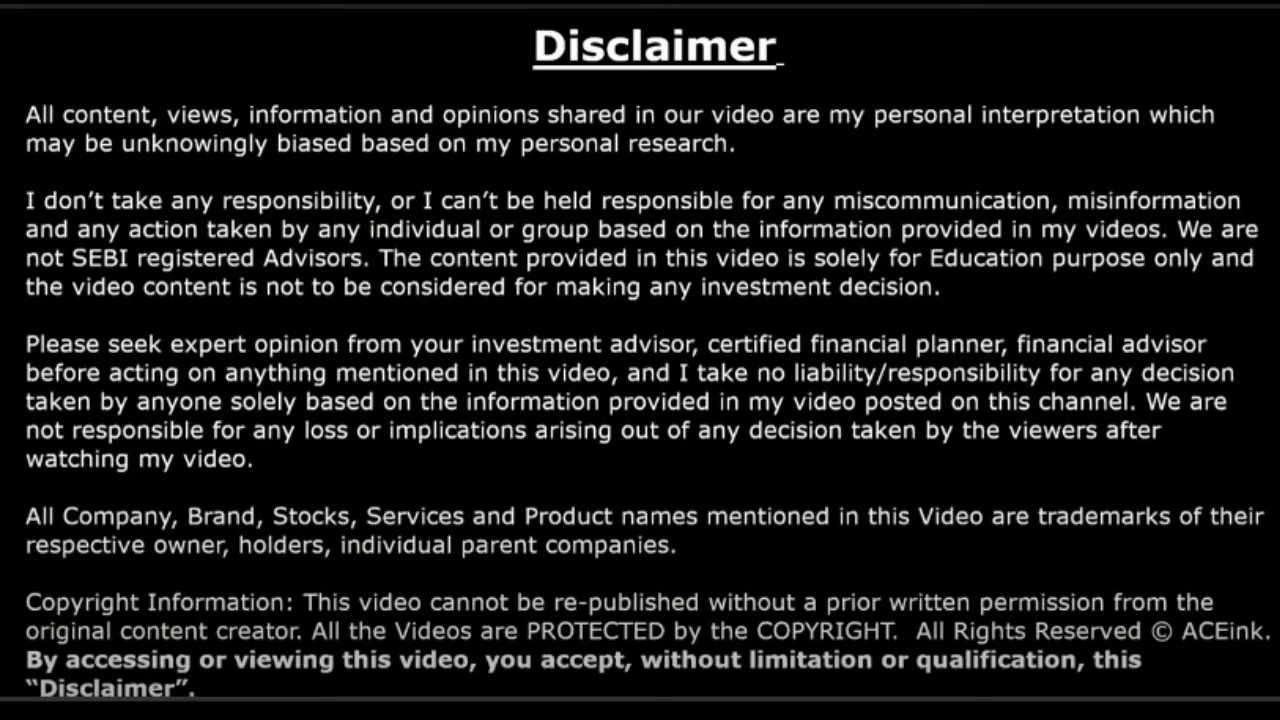 Disclaimer
All content, views, information and opinions shared in our video are my personal interpretation which
may be unknowingly biased based on my personal research.
I don’t take any responsibility, or I can’t be held responsible for any miscommunication, misinformation
and any action taken by any individual or group based on the information provided in my videos. We are
not SEBI registered Advisors. The content provided in this video is solely for Education purpose only and
the video content is not to be considered for making any investment decision.
Please seek expert opinion from your investment advisor, certified financial planner, financial advisor
before acting on anything mentioned in this video, and I take no liability/responsibility for any decision
taken by anyone solely based on the information provided in my video posted on this channel. We are
not responsible for any loss or implications arising out of any decision taken by the viewers after
watching my video.
All Company, Brand, Stocks, Services and Product names mentioned in this Video are trademarks of their
respective owner, holders, individual parent companies.
Copyright Information: This video cannot be re-published without a prior written permission from the
original content creator. All the Videos are PROTECTED by the COPYRIGHT.  All Rights Reserved © ACEink.
By accessing or viewing this video, you accept, without limitation or qualification, this
“Disclaimer”.